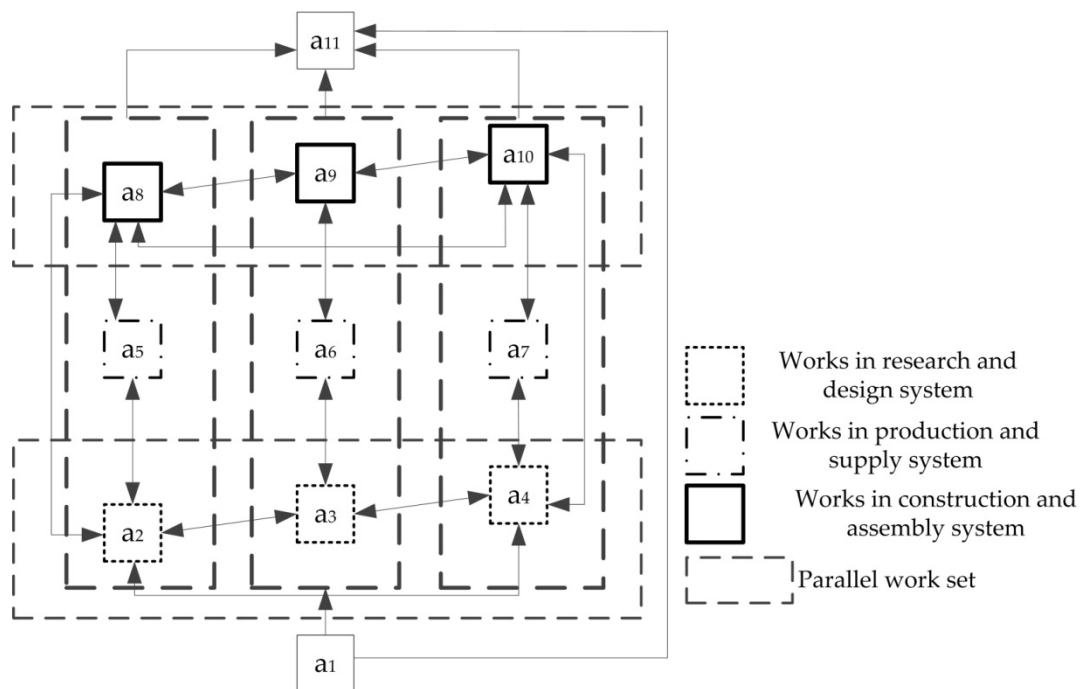 a11
a10
a9
a8
a5
a6
a7
a4
a3
a2
a1
Works in research and
design system
Works in production and
supply system
Works in construction and
assembly system
Parallel work set